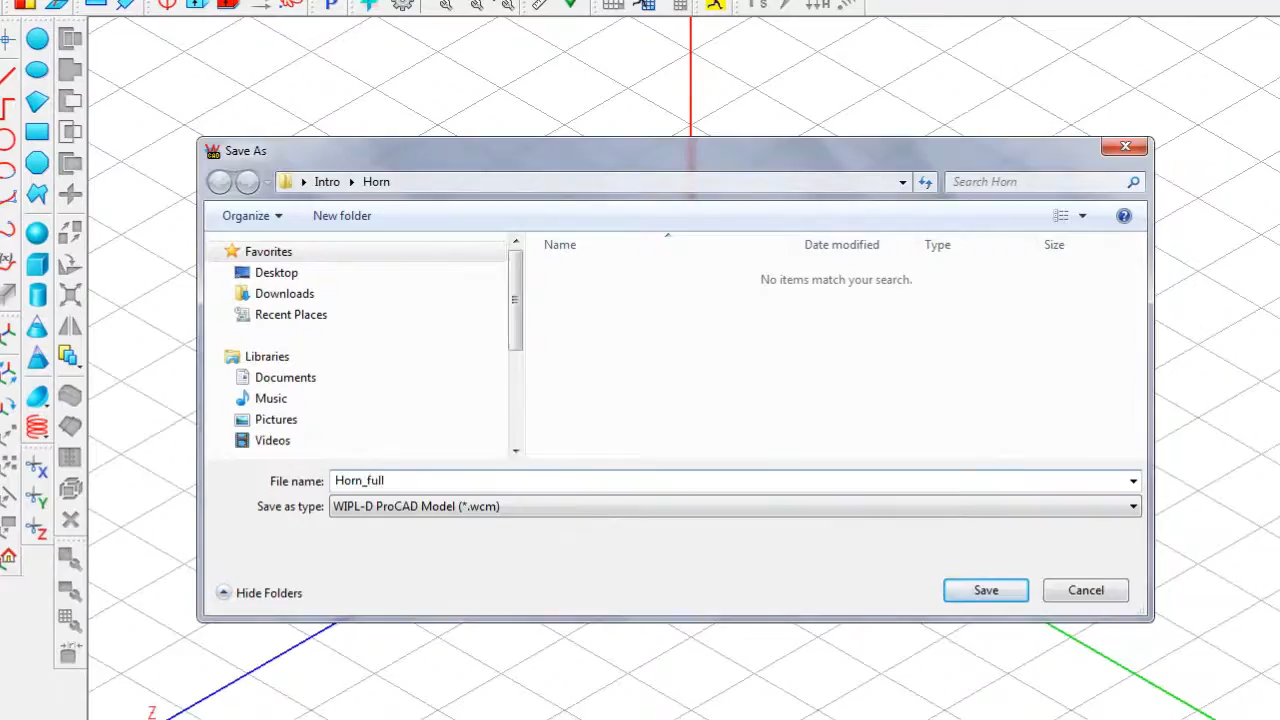 Save As
Intro Horn
Search Horn
Organize New folder
Name Date modified Type Size
No items match your search.
Favorites
Desktop
Downloads
Recent Places
Libraries
Documents
Music
Pictures
Videos
File name: Horn_full
Save as type: WIPL-D ProCAD Model (*.wcm)
Hide Folders Save Cancel
X
Y
Z
Z